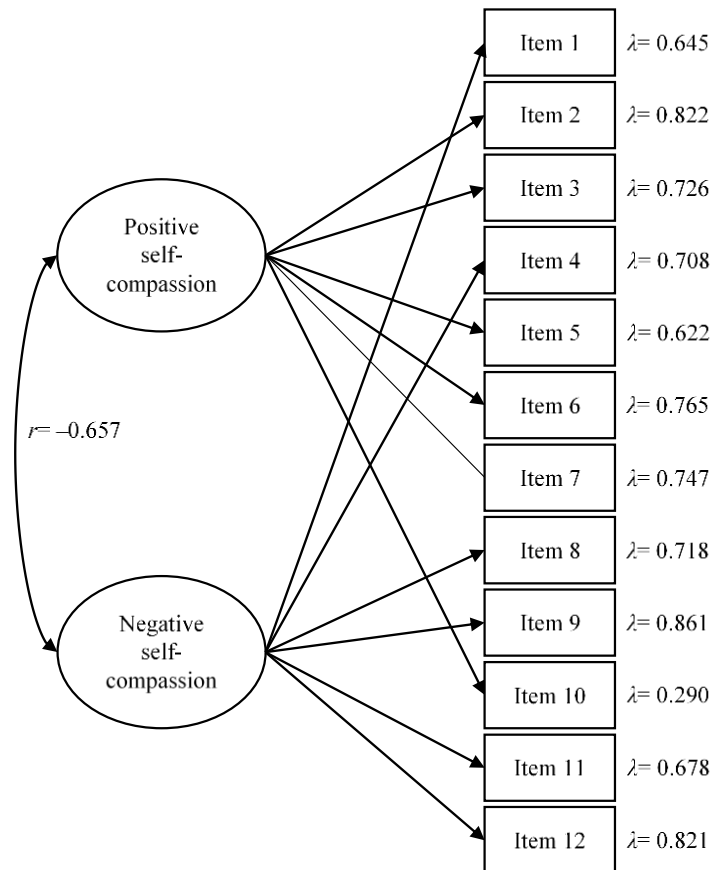 Item 1 λ= 0.645
Item 2 λ= 0.822
Item 3 λ= 0.726
Positive
self-
compassion
Item 4 λ= 0.708
Item 5 λ= 0.622
Item 6 λ= 0.765
r= –0.657
Item 7 λ= 0.747
Item 8 λ= 0.718
Item 9 λ= 0.861
Negative
self-
compassion
Item 10 λ= 0.290
Item 11 λ= 0.678
Item 12 λ= 0.821